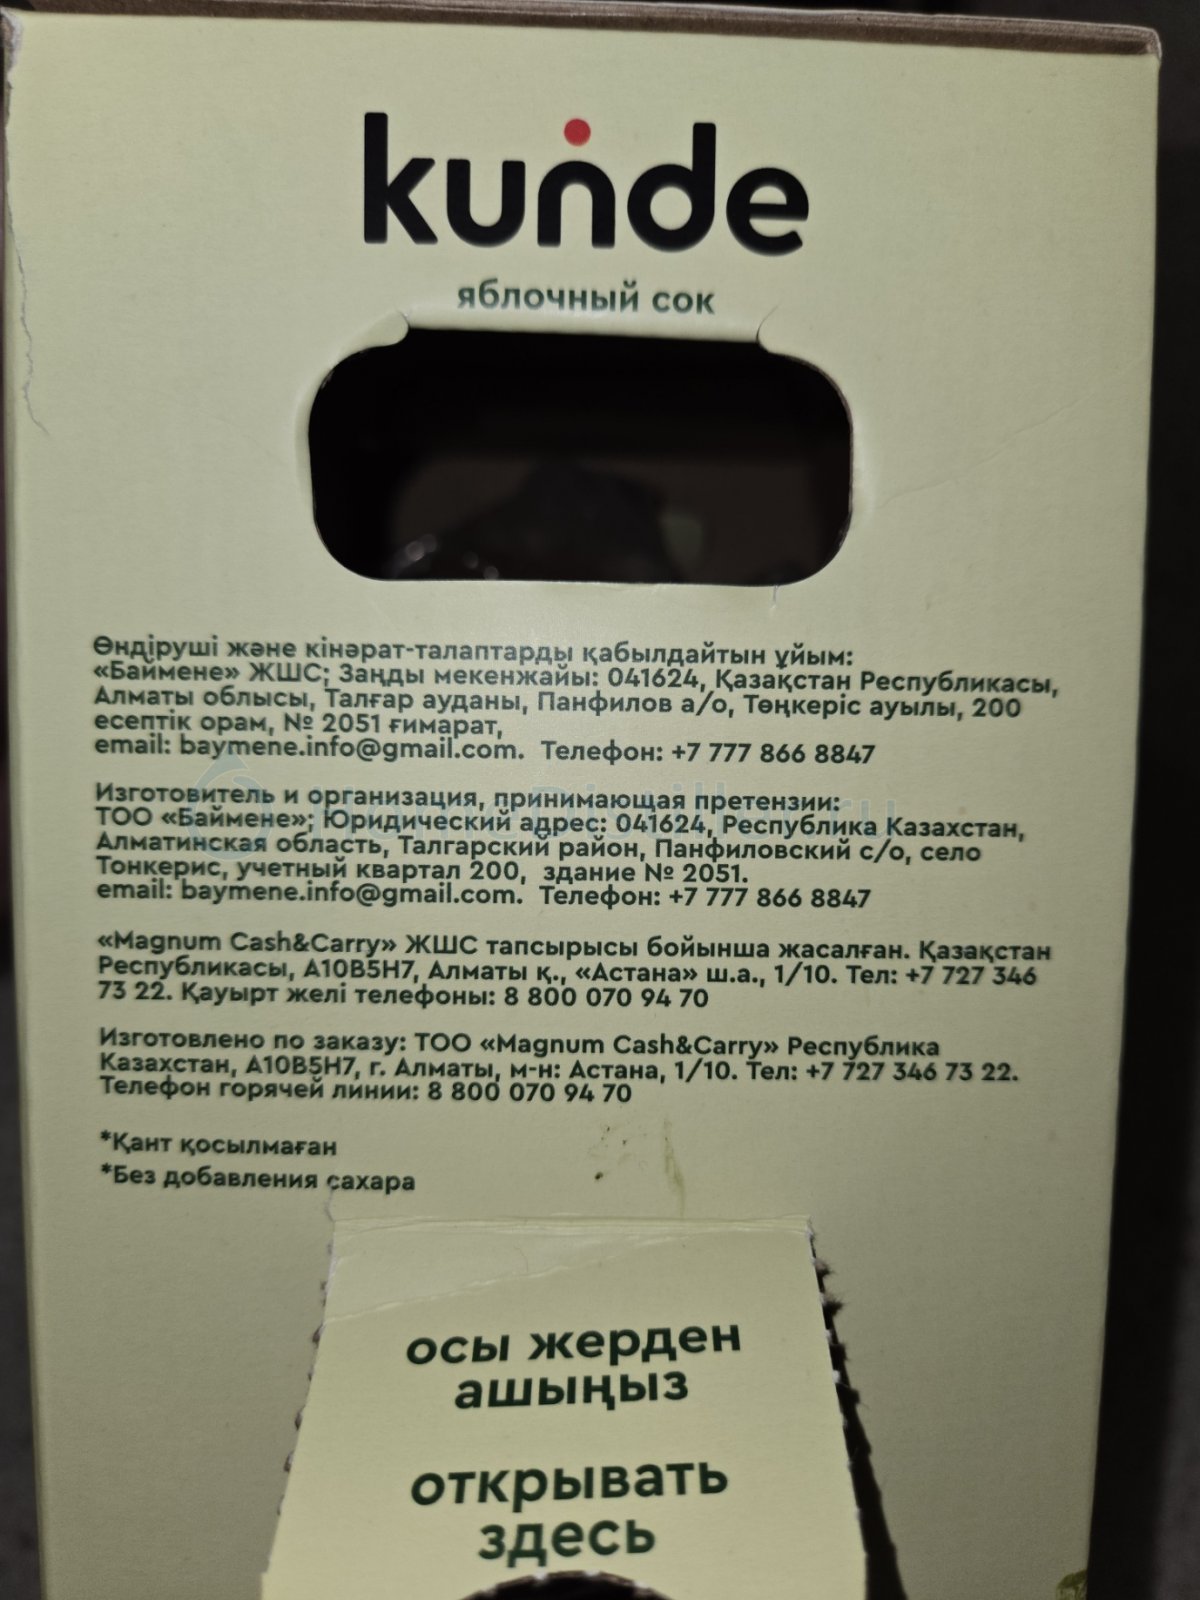 kunde
яблочный сок
Өндіруші және кінәрат-талаптарды қабылдайтын ұйым:
«Баймене» ЖШС; Заңды мекенжайы: 041624, Қазақстан Республикасы,
Алматы облысы, Талғар ауданы, Панфилов а/о, Төңкеріс ауылы, 200
есептік орам, № 2051 ғимарат,
email: baymene.info@gmail.com. Телефон: +7 777 866 8847
Изготовитель и организация, принимающая претензии:
ТОО «Баймене»; Юридический адрес: 041624, Республика Казахстан,
Алматинская область, Талгарский район, Панфиловский с/о, село
Тонкерис, учетный квартал 200, здание № 2051.
email: baymene.info@gmail.com. Телефон: +7 777 866 8847
«Magnum Cash&Carry» ЖШС тапсырысы бойынша жасалған. Қазақстан
Республикасы, A10B5H7, Алматы қ., «Астана» ш.а., 1/10. Тел: +7 727 346
73 22. Қауырт желі телефоны: 8 800 070 94 70
Изготовлено по заказу: ТОО «Magnum Cash&Carry» Республика
Казахстан, A10B5H7, г. Алматы, м-н: Астана, 1/10. Тел: +7 727 346 73 22.
Телефон горячей линии: 8 800 070 94 70
*Қант қосылмаған
*Без добавления сахара
осы жерден
ашыңыз
открывать
здесь